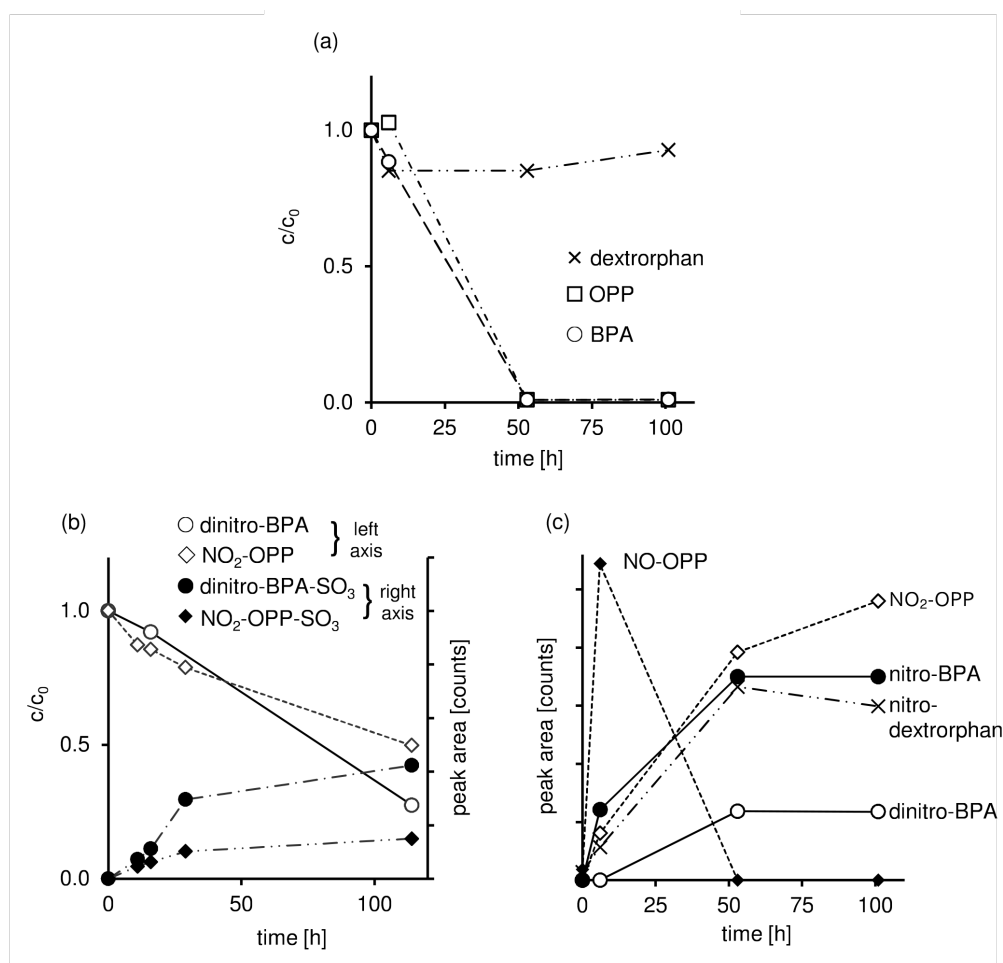 (a)
1.0
0.5
0.0
c/c₀
dextrorphan
OPP
BPA
0 25 50 75 100
time [h]
(b)
dinitro-BPA
NO₂-OPP
} left axis
dinitro-BPA-SO₃
NO₂-OPP-SO₃
} right axis
1.0
0.5
0.0
c/c₀
peak area [counts]
0 50 100
time [h]
(c)
NO-OPP
NO₂-OPP
nitro-BPA
nitro-
dextrorphan
dinitro-BPA
peak area [counts]
0 25 50 75 100
time [h]